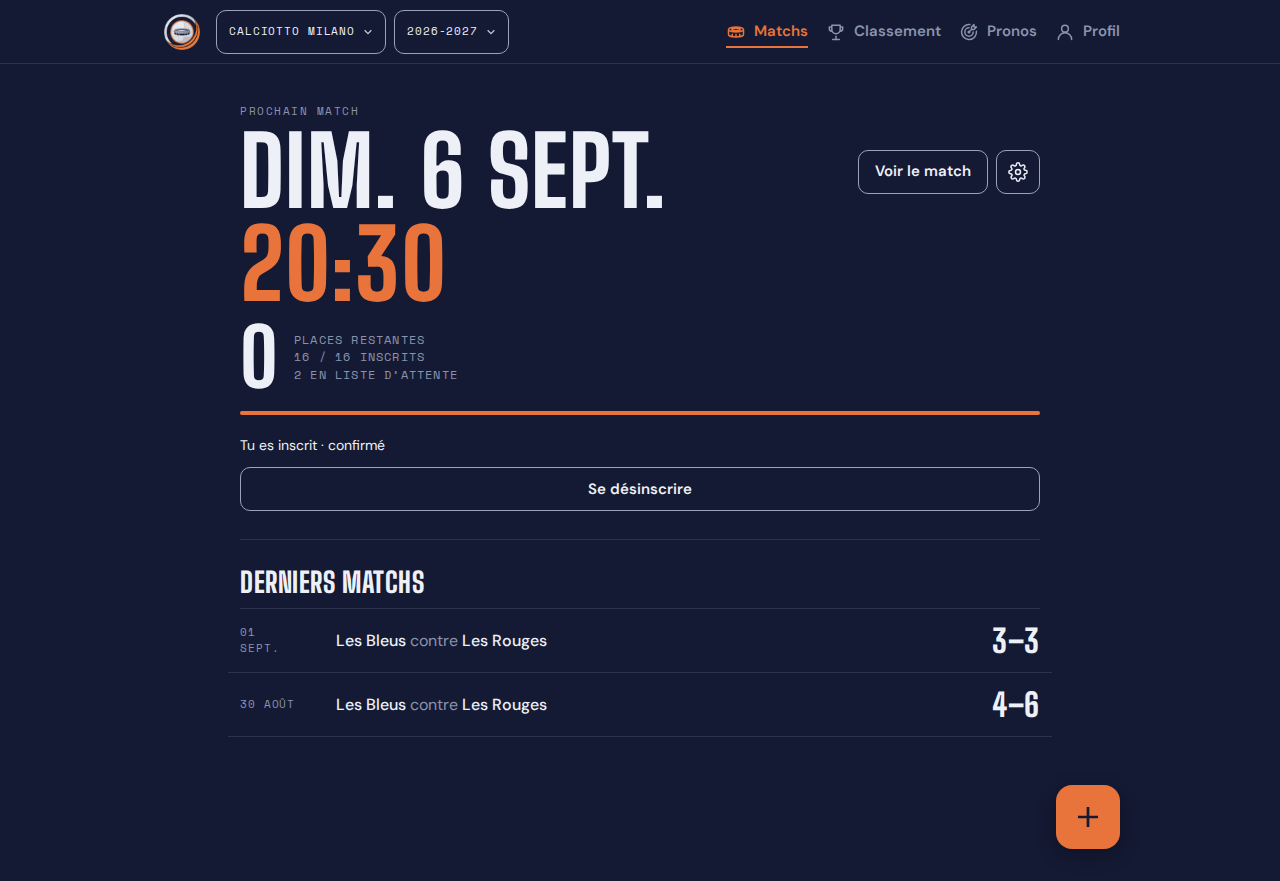 CALCIOTTO MILANO
2026-2027
Matchs
Classement
Pronos
Profil
PROCHAIN MATCH
DIM. 6 SEPT.
20:30
Voir le match
0
PLACES RESTANTES
16 / 16 INSCRITS
2 EN LISTE D'ATTENTE
Tu es inscrit · confirmé
Se désinscrire
DERNIERS MATCHS
01 SEPT.
Les Bleus contre Les Rouges
3–3
30 AOÛT
Les Bleus contre Les Rouges
4–6